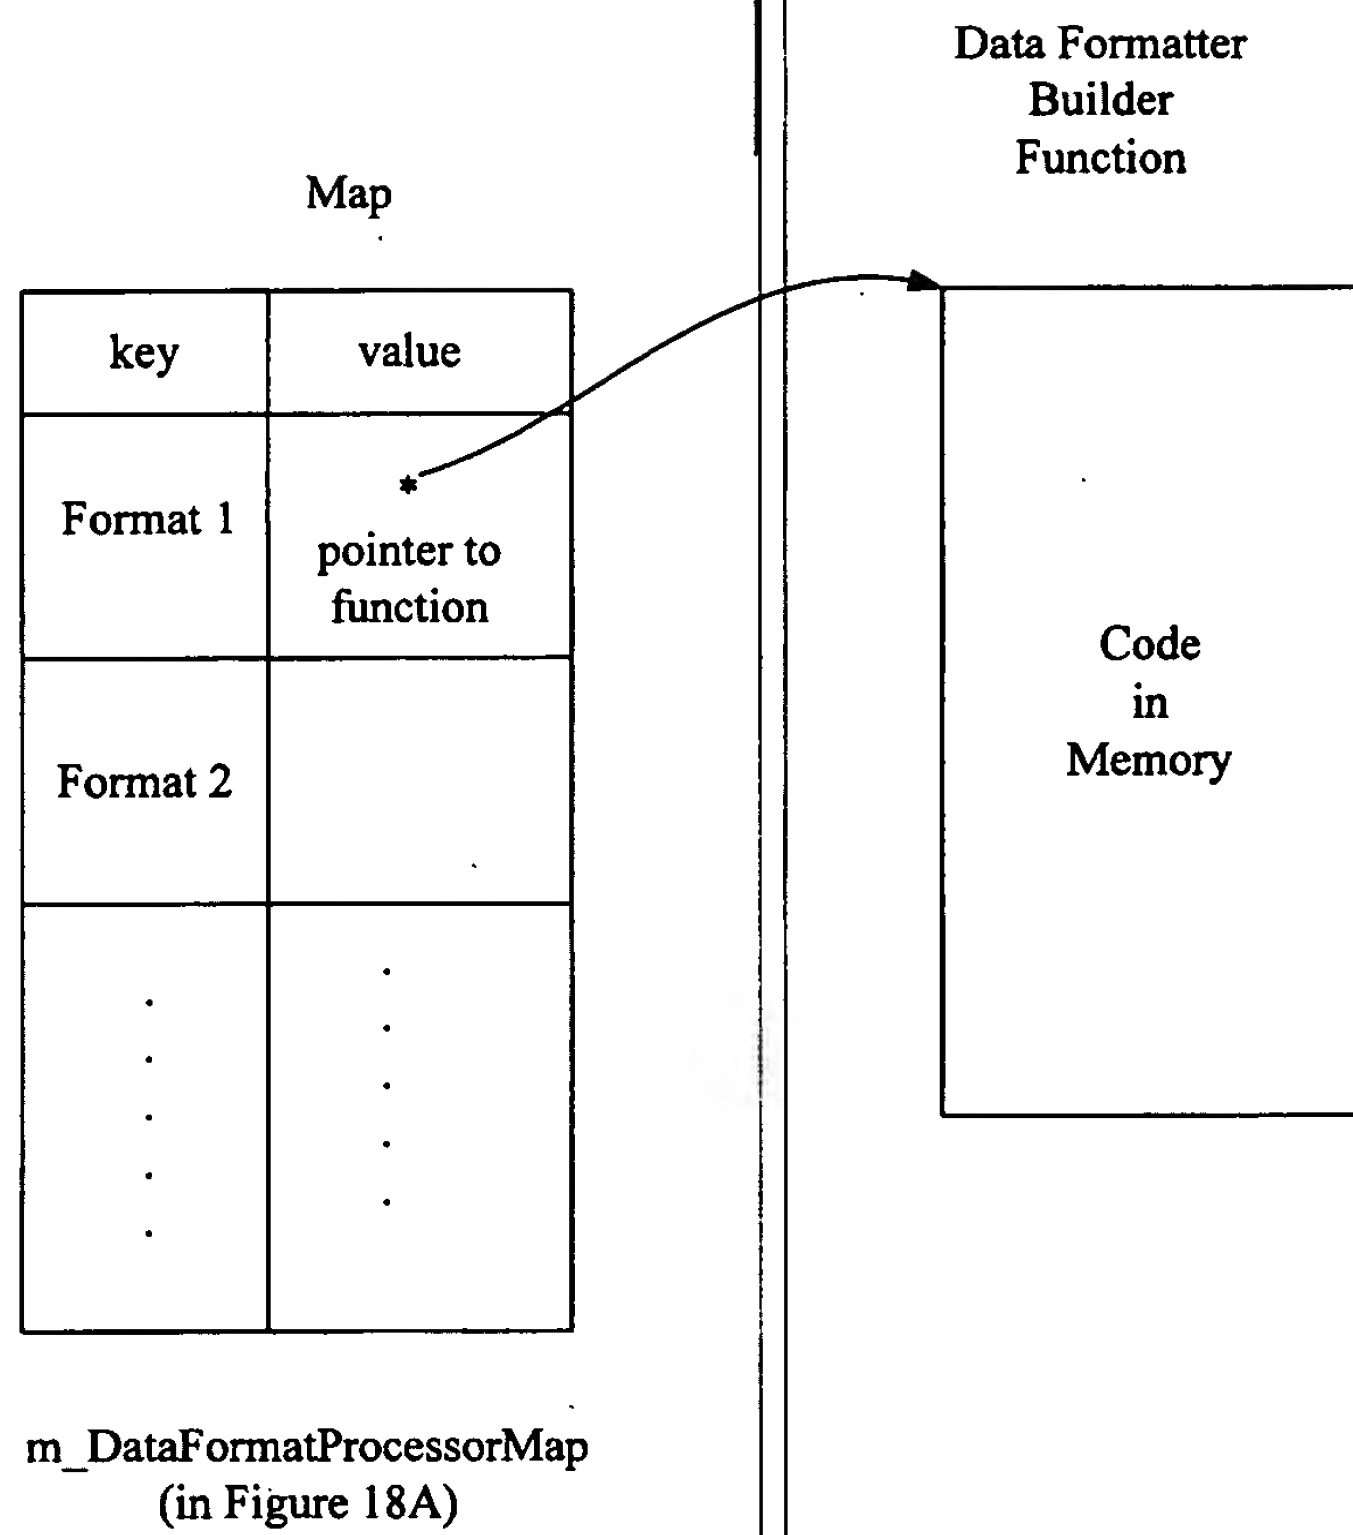 Map
key value
Format 1
*
pointer to
function
Format 2
m_DataFormatProcessorMap
(in Figure 18A)
Data Formatter
Builder
Function
Code
in
Memory